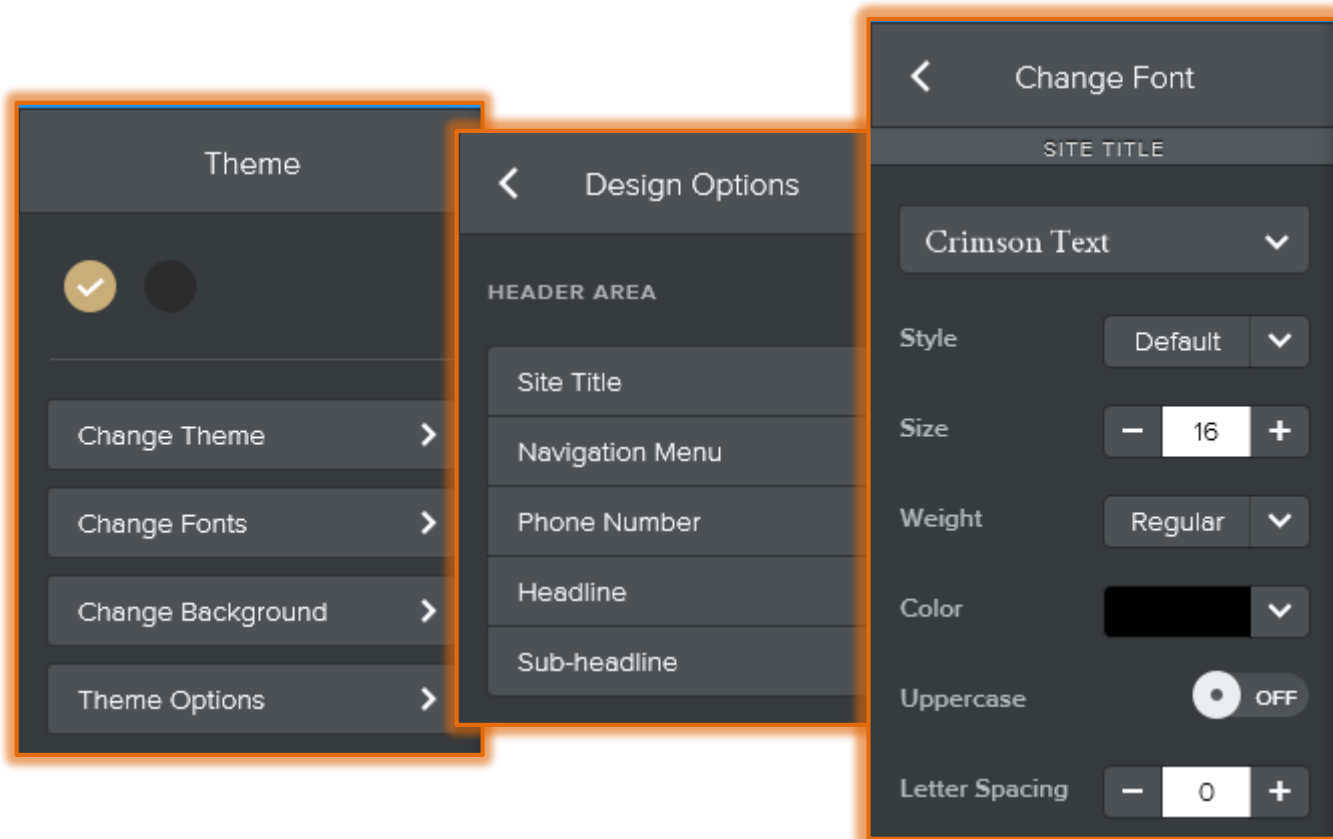 Theme
Change Theme
Change Fonts
Change Background
Theme Options
Design Options
HEADER AREA
Site Title
Navigation Menu
Phone Number
Headline
Sub-headline
Change Font
SITE TITLE
Crimson Text
Style Default
Size − 16 +
Weight Regular
Color
Uppercase OFF
Letter Spacing − 0 +